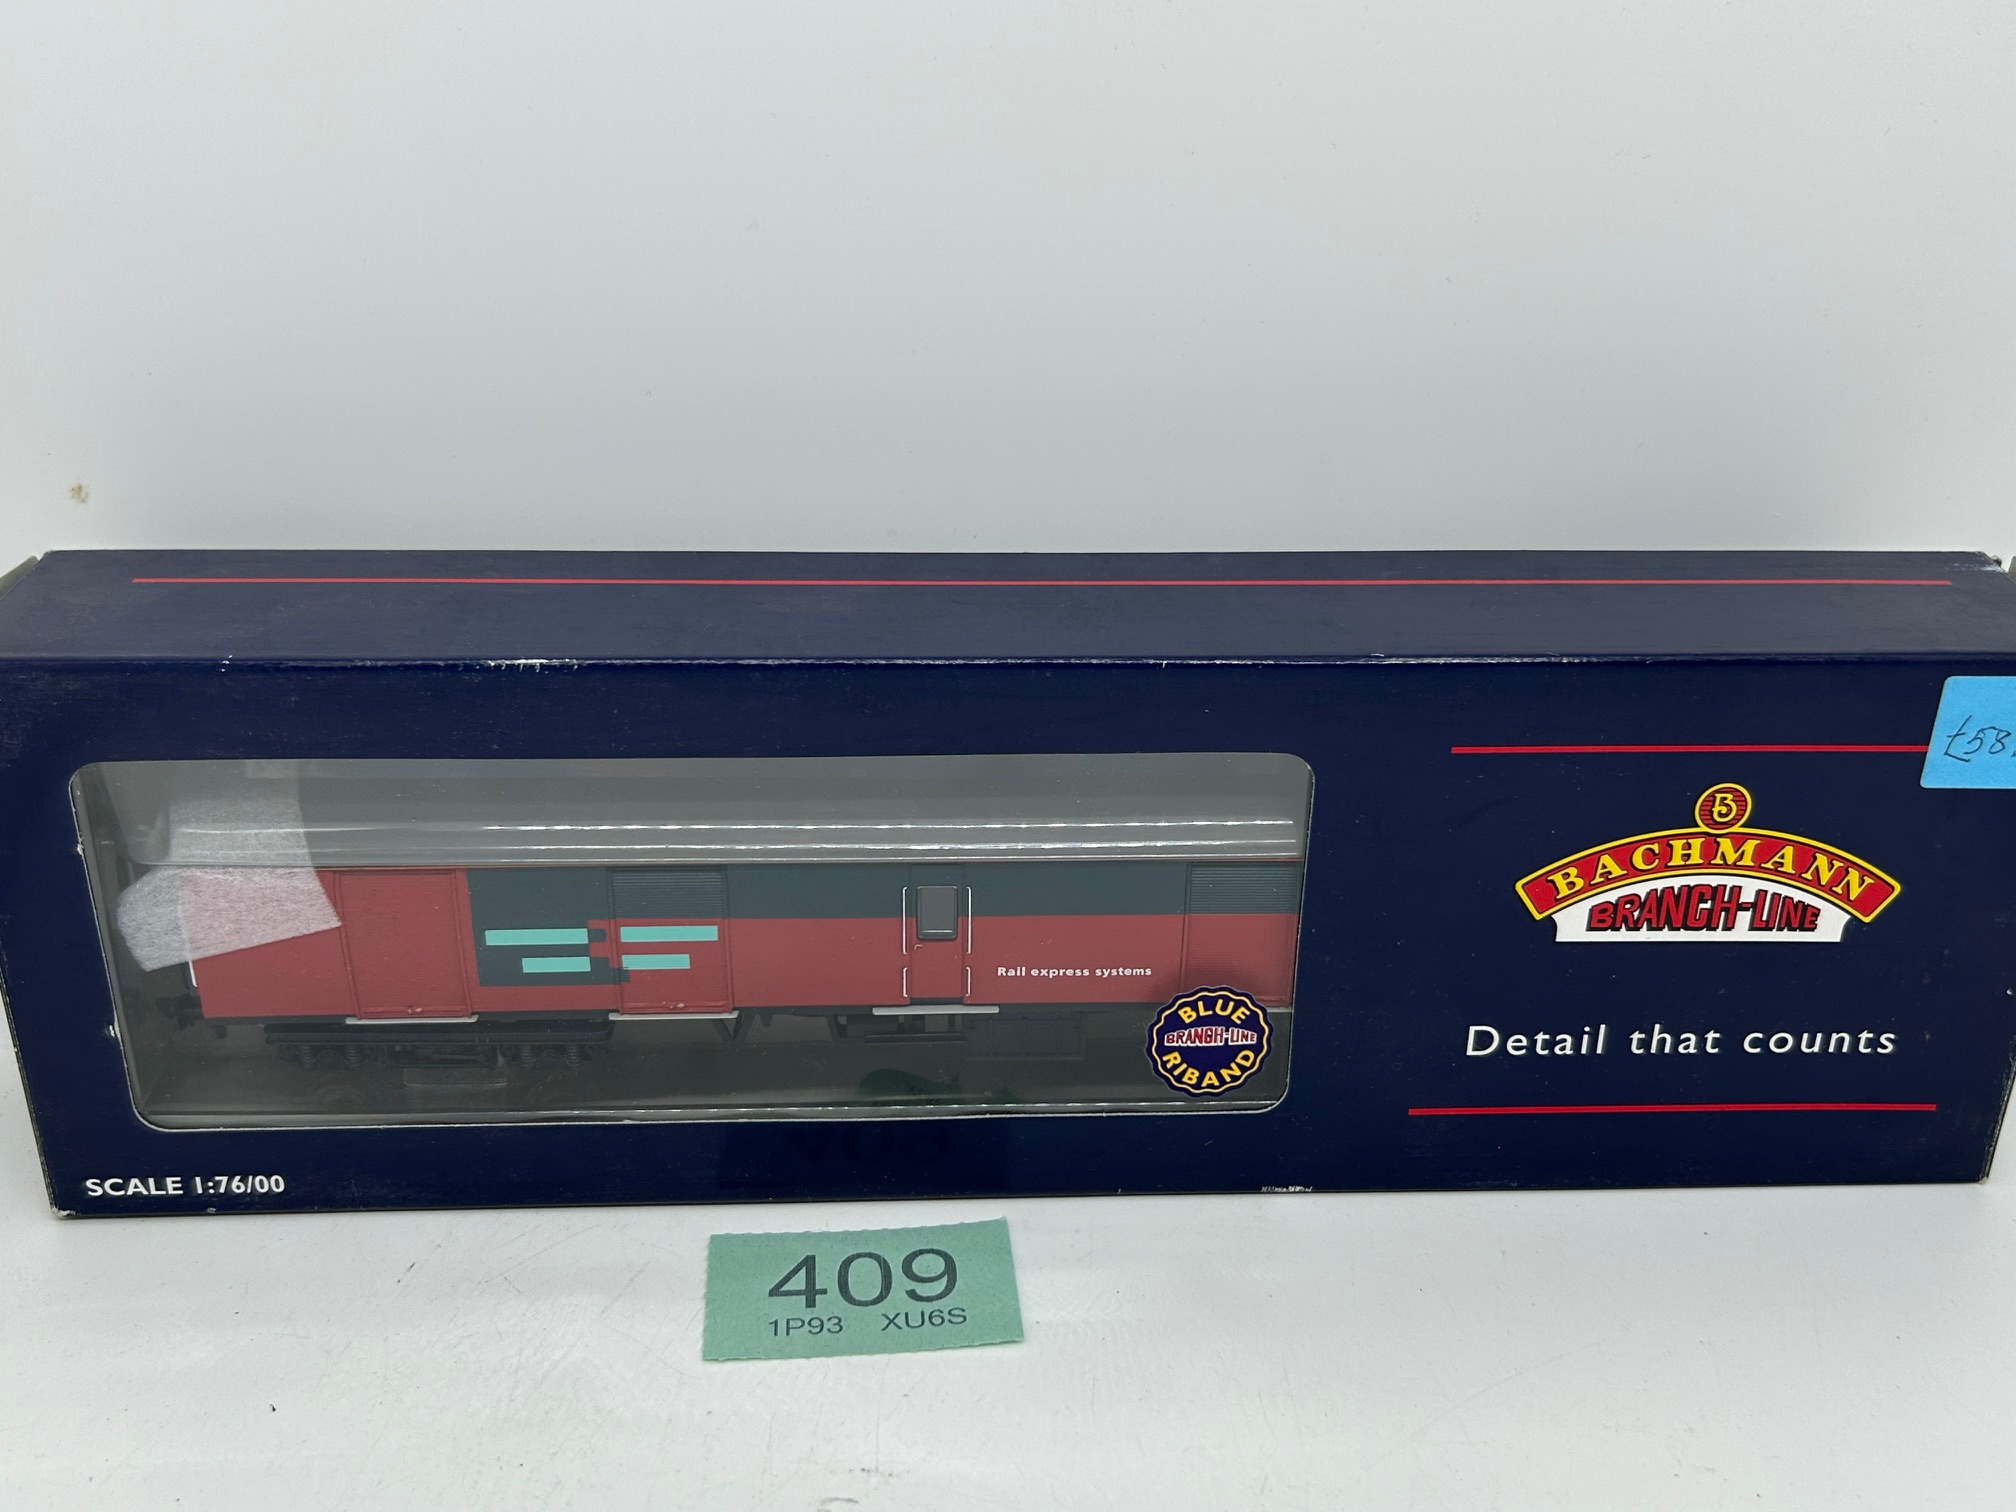 £58
B
BACHMANN
BRANCH-LINE
Rail express systems
BLUE
BRANCH-LINE
RIBAND
Detail that counts
SCALE 1:76/00
409
1P93 XU6S